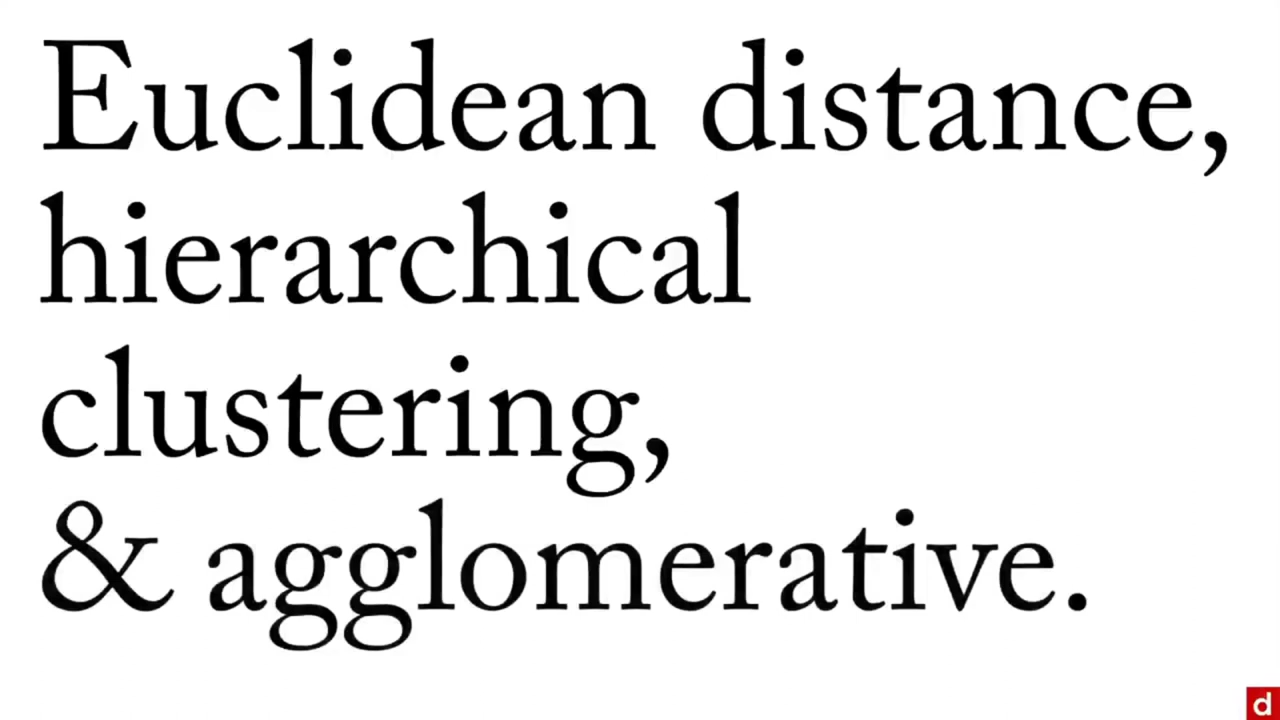 Euclidean distance,
hierarchical
clustering,
& agglomerative.
d